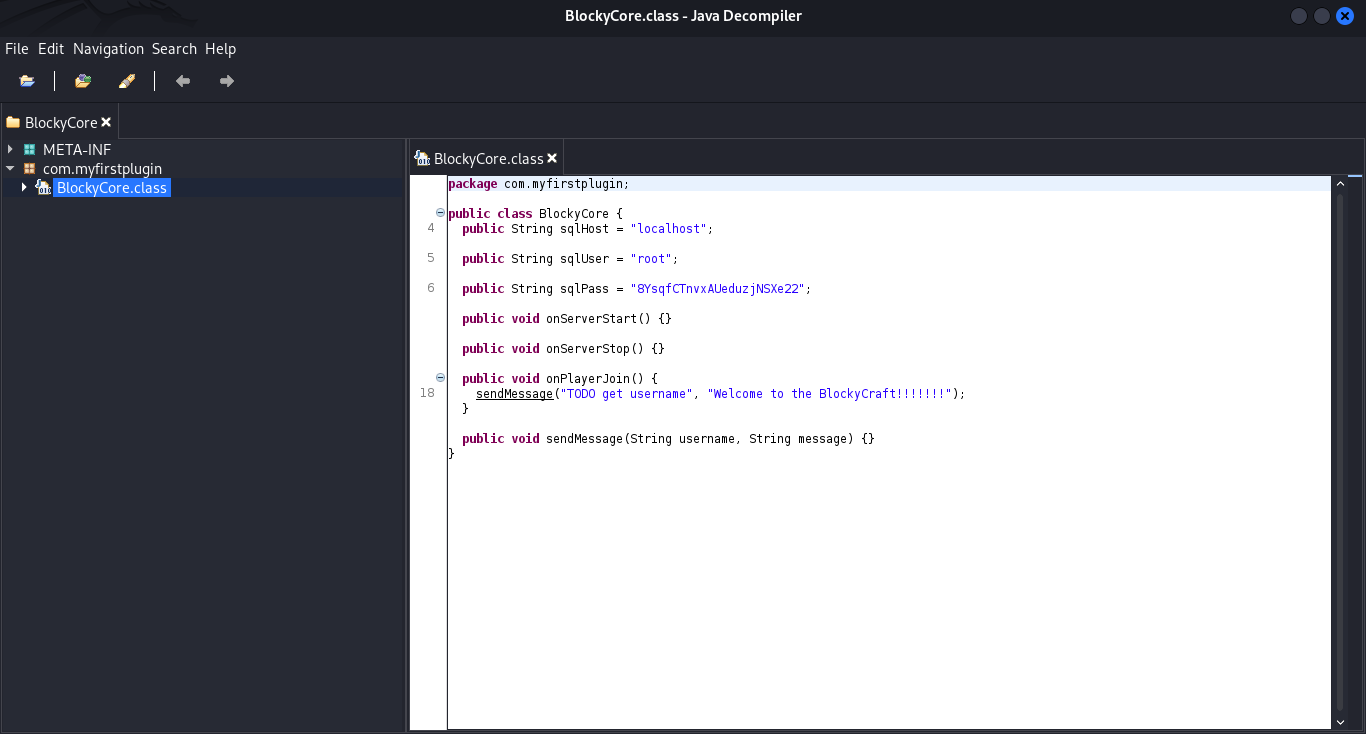 BlockyCore.class - Java Decompiler
File Edit Navigation Search Help
BlockyCore
META-INF
com.myfirstplugin
BlockyCore.class
BlockyCore.class
package com.myfirstplugin;
public class BlockyCore {
4 public String sqlHost = "localhost";
5 public String sqlUser = "root";
6 public String sqlPass = "8YsqfCTnvxAUeduzjNSXe22";
public void onServerStart() {}
public void onServerStop() {}
public void onPlayerJoin() {
18 sendMessage("TODO get username", "Welcome to the BlockyCraft!!!!!!!");
}
public void sendMessage(String username, String message) {}
}